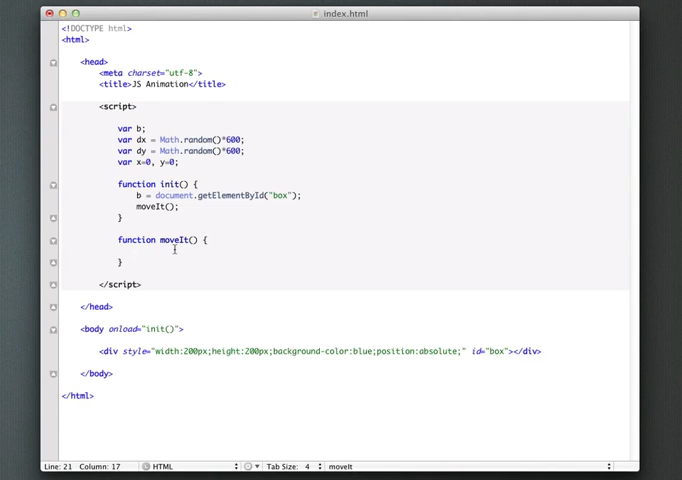 index.html
<!DOCTYPE html>
<html>
<head>
<meta charset="utf-8">
<title>JS Animation</title>
<script>
var b;
var dx = Math.random()*600;
var dy = Math.random()*600;
var x=0, y=0;
function init() {
b = document.getElementById("box");
moveIt();
}
function moveIt() {
}
</script>
</head>
<body onload="init()">
<div style="width:200px;height:200px;background-color:blue;position:absolute;" id="box"></div>
</body>
</html>
Line: 21 Column: 17 HTML Tab Size: 4 moveIt